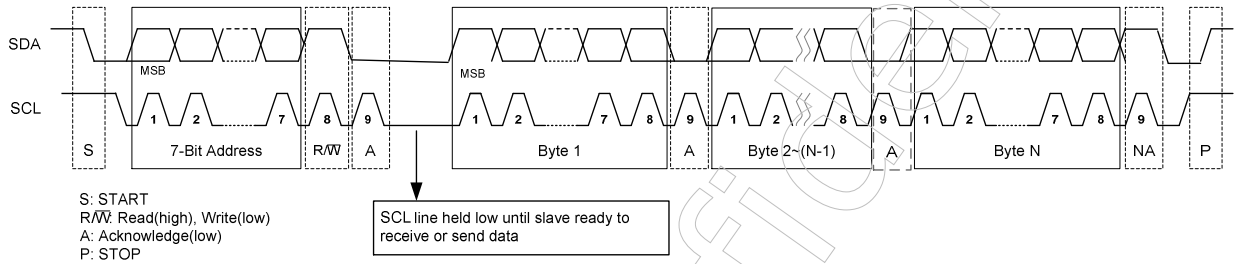 SDA
MSB
MSB
SCL
1 2 7 8 9 1 2 7 8 9 1 2 8 9 1 2 7 8 9
S 7-Bit Address R/W A Byte 1 A Byte 2~(N-1) A Byte N NA P
S: START
R/W: Read(high), Write(low)
A: Acknowledge(low)
P: STOP
SCL line held low until slave ready to
receive or send data